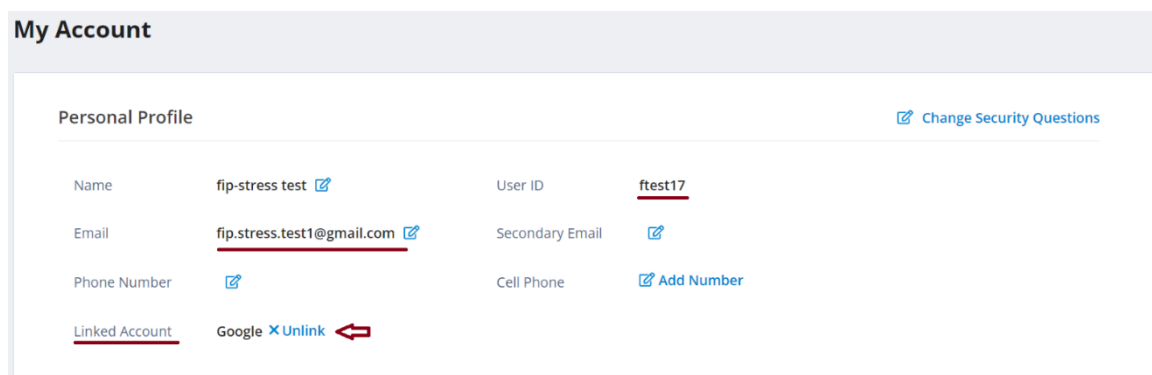 My Account
Personal Profile
Change Security Questions
Name fip-stress test User ID ftest17
Email fip.stress.test1@gmail.com Secondary Email
Phone Number Cell Phone Add Number
Linked Account Google Unlink